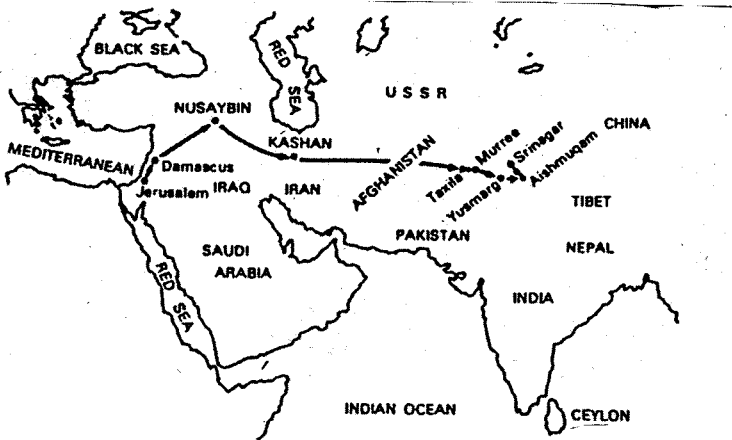 BLACK SEA
RED
SEA
USSR
NUSAYBIN
CHINA
KASHAN
MEDITERRANEAN
Damascus
Jerusalem
IRAQ
IRAN
AFGHANISTAN
Taxila
Murree
Srinagar
Yusmarg
Aishmuqam
TIBET
PAKISTAN
NEPAL
SAUDI
ARABIA
RED SEA
INDIA
INDIAN OCEAN
CEYLON